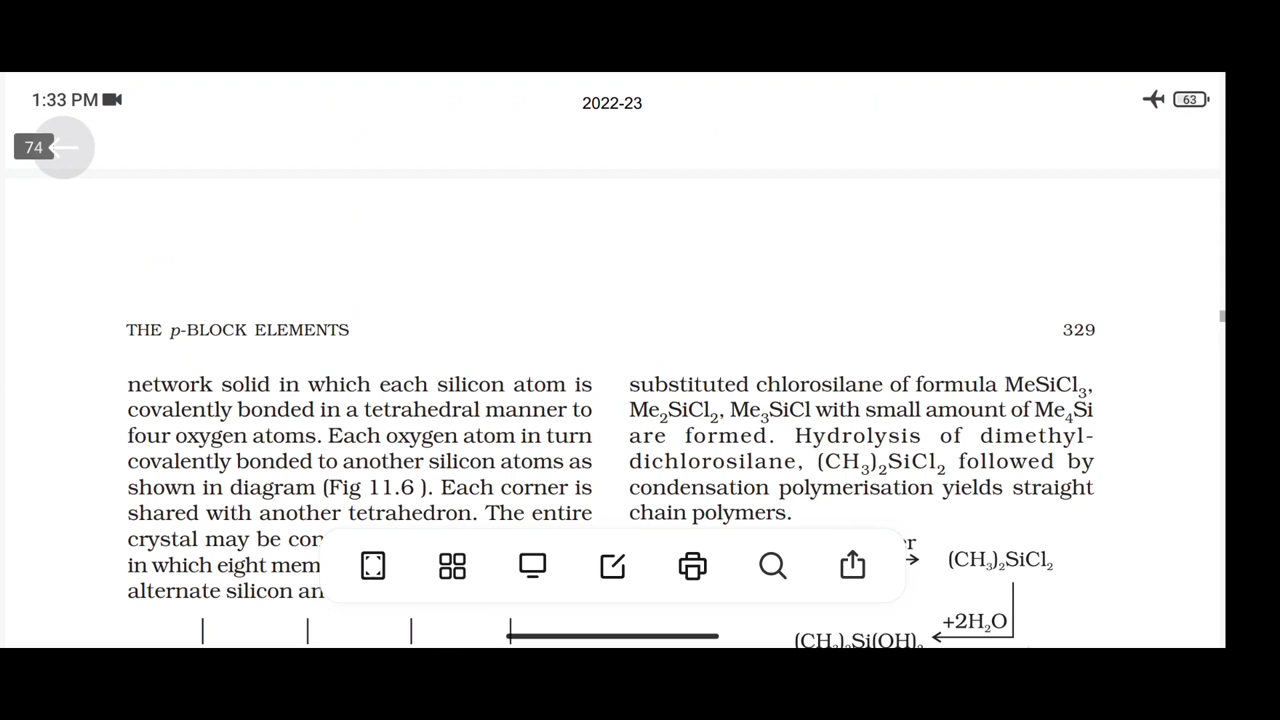 1:33 PM
2022-23
63
74
THE p-BLOCK ELEMENTS
329
network solid in which each silicon atom is
covalently bonded in a tetrahedral manner to
four oxygen atoms. Each oxygen atom in turn
covalently bonded to another silicon atoms as
shown in diagram (Fig 11.6 ). Each corner is
shared with another tetrahedron. The entire
crystal may be
in which eight
alternate silicon
substituted chlorosilane of formula MeSiCl₃,
Me₂SiCl₂, Me₃SiCl with small amount of Me₄Si
are formed. Hydrolysis of dimethyl-
dichlorosilane, (CH₃)₂SiCl₂ followed by
condensation polymerisation yields straight
chain polymers.
(CH₃)₂SiCl₂
+2H₂O
(CH₃)₂Si(OH)₂